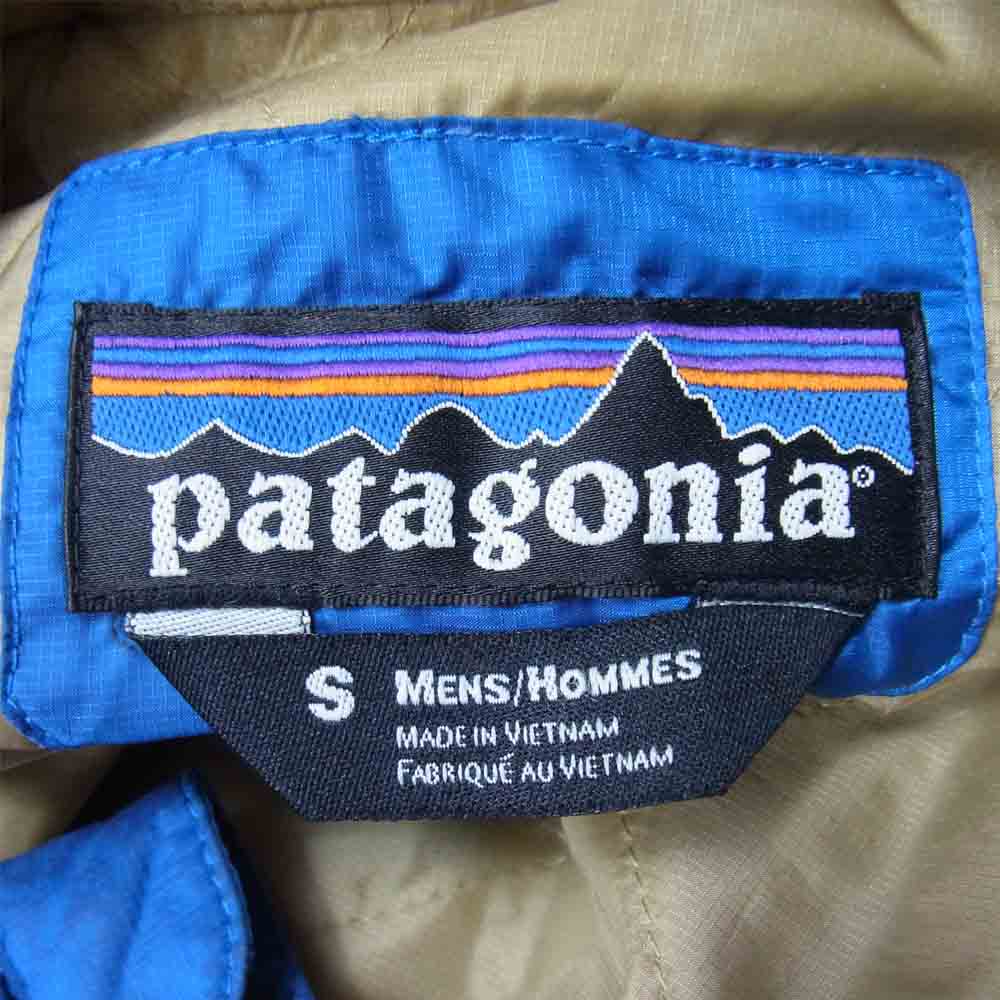 patagonia®
S MENS/HOMMES
MADE IN VIETNAM
FABRIQUÉ AU VIETNAM